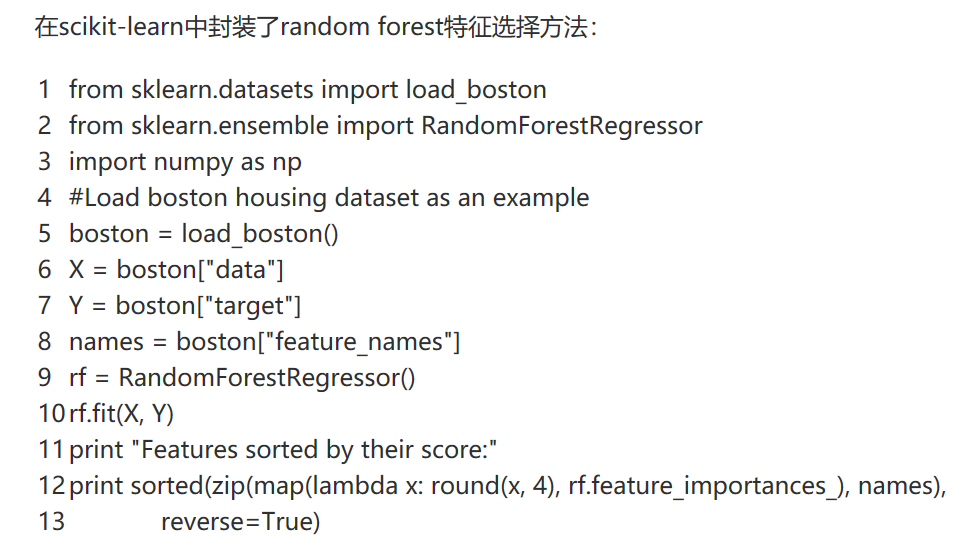 在scikit-learn中封装了random forest特征选择方法：
1 from sklearn.datasets import load_boston
2 from sklearn.ensemble import RandomForestRegressor
3 import numpy as np
4 #Load boston housing dataset as an example
5 boston = load_boston()
6 X = boston["data"]
7 Y = boston["target"]
8 names = boston["feature_names"]
9 rf = RandomForestRegressor()
10 rf.fit(X, Y)
11 print "Features sorted by their score:"
12 print sorted(zip(map(lambda x: round(x, 4), rf.feature_importances_), names),
13             reverse=True)